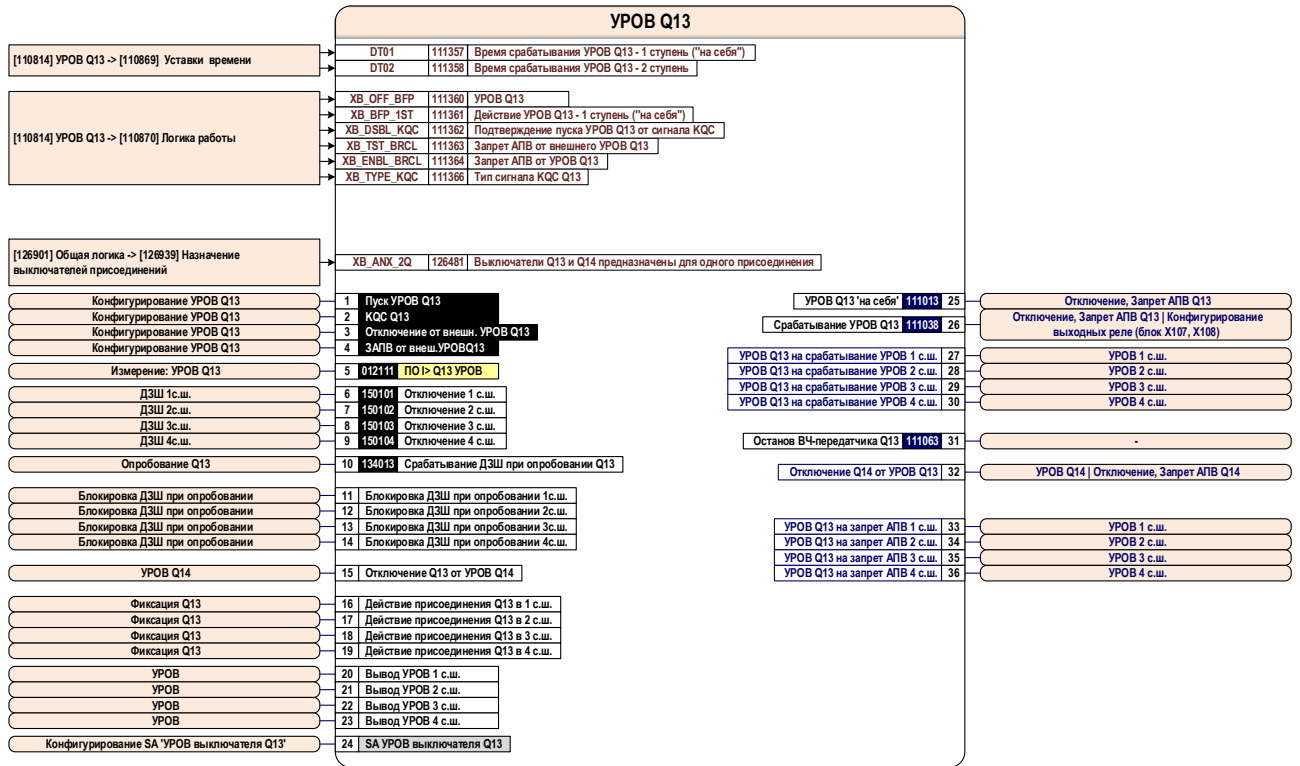 УРОВ Q13
[110814] УРОВ Q13 -> [110869] Уставки времени
DT01 111357 Время срабатывания УРОВ Q13 - 1 ступень ("на себя")
DT02 111358 Время срабатывания УРОВ Q13 - 2 ступень
[110814] УРОВ Q13 -> [110870] Логика работы
XB_OFF_BFP 111360 УРОВ Q13
XB_BFP_1ST 111361 Действие УРОВ Q13 - 1 ступень ("на себя")
XB_DSBL_KQC 111362 Подтверждение пуска УРОВ Q13 от сигнала KQC
XB_TST_BRCL 111363 Запрет АПВ от внешнего УРОВ Q13
XB_ENBL_BRCL 111364 Запрет АПВ от УРОВ Q13
XB_TYPE_KQC 111366 Тип сигнала KQC Q13
[126901] Общая логика -> [126939] Назначение
выключателей присоединений
XB_ANX_2Q 126481 Выключатели Q13 и Q14 предназначены для одного присоединения
Конфигурирование УРОВ Q13 1 Пуск УРОВ Q13
Конфигурирование УРОВ Q13 2 KQC Q13
Конфигурирование УРОВ Q13 3 Отключение от внешн. УРОВ Q13
Конфигурирование УРОВ Q13 4 ЗАПВ от внеш.УРОВQ13
Измерение: УРОВ Q13 5 012111 ПО I> Q13 УРОВ
ДЗШ 1с.ш. 6 150101 Отключение 1 с.ш.
ДЗШ 2с.ш. 7 150102 Отключение 2 с.ш.
ДЗШ 3с.ш. 8 150103 Отключение 3 с.ш.
ДЗШ 4с.ш. 9 150104 Отключение 4 с.ш.
Опробование Q13 10 134013 Срабатывание ДЗШ при опробовании Q13
Блокировка ДЗШ при опробовании 11 Блокировка ДЗШ при опробовании 1с.ш.
Блокировка ДЗШ при опробовании 12 Блокировка ДЗШ при опробовании 2с.ш.
Блокировка ДЗШ при опробовании 13 Блокировка ДЗШ при опробовании 3с.ш.
Блокировка ДЗШ при опробовании 14 Блокировка ДЗШ при опробовании 4с.ш.
УРОВ Q14 15 Отключение Q13 от УРОВ Q14
Фиксация Q13 16 Действие присоединения Q13 в 1 с.ш.
Фиксация Q13 17 Действие присоединения Q13 в 2 с.ш.
Фиксация Q13 18 Действие присоединения Q13 в 3 с.ш.
Фиксация Q13 19 Действие присоединения Q13 в 4 с.ш.
УРОВ 20 Вывод УРОВ 1 с.ш.
УРОВ 21 Вывод УРОВ 2 с.ш.
УРОВ 22 Вывод УРОВ 3 с.ш.
УРОВ 23 Вывод УРОВ 4 с.ш.
Конфигурирование SA 'УРОВ выключателя Q13' 24 SA УРОВ выключателя Q13
УРОВ Q13 'на себя' 111013 25 Отключение, Запрет АПВ Q13
Срабатывание УРОВ Q13 111038 26 Отключение, Запрет АПВ Q13 | Конфигурирование
выходных реле (блок X107, X108)
УРОВ Q13 на срабатывание УРОВ 1 с.ш. 27 УРОВ 1 с.ш.
УРОВ Q13 на срабатывание УРОВ 2 с.ш. 28 УРОВ 2 с.ш.
УРОВ Q13 на срабатывание УРОВ 3 с.ш. 29 УРОВ 3 с.ш.
УРОВ Q13 на срабатывание УРОВ 4 с.ш. 30 УРОВ 4 с.ш.
Останов ВЧ-передатчика Q13 111063 31 -
Отключение Q14 от УРОВ Q13 32 УРОВ Q14 | Отключение, Запрет АПВ Q14
УРОВ Q13 на запрет АПВ 1 с.ш. 33 УРОВ 1 с.ш.
УРОВ Q13 на запрет АПВ 2 с.ш. 34 УРОВ 2 с.ш.
УРОВ Q13 на запрет АПВ 3 с.ш. 35 УРОВ 3 с.ш.
УРОВ Q13 на запрет АПВ 4 с.ш. 36 УРОВ 4 с.ш.